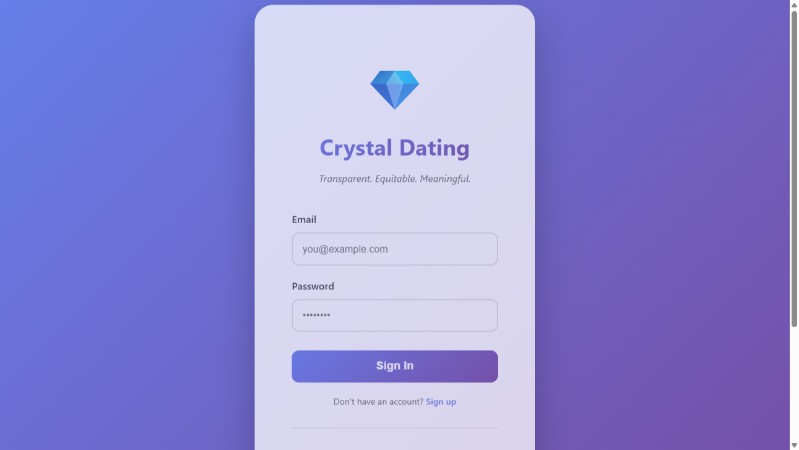 Crystal Dating
Transparent. Equitable. Meaningful.
Email
you@example.com
Password
••••••••
Sign In
Don't have an account? Sign up